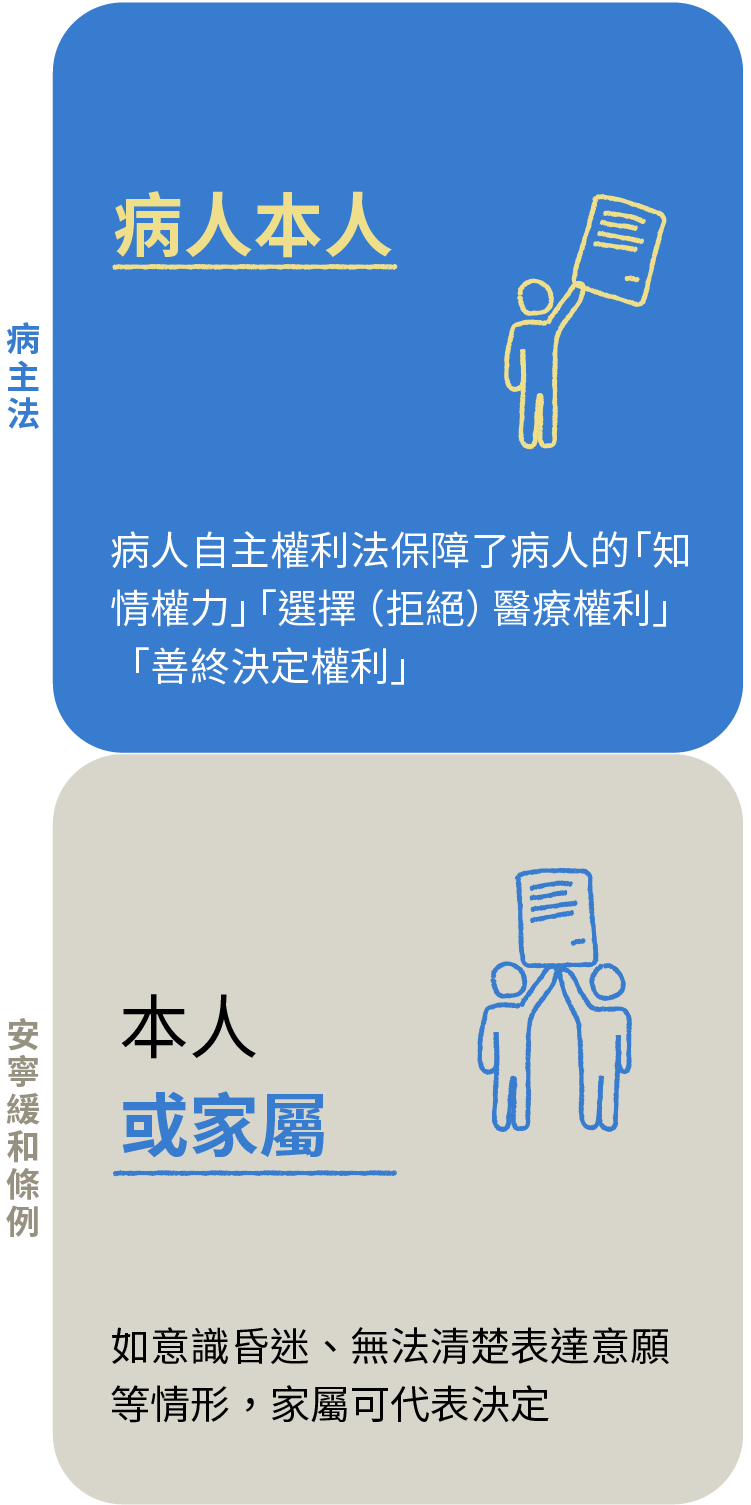 病主法
病人本人
病人自主權利法保障了病人的「知
情權力」「選擇（拒絕）醫療權利」
「善終決定權利」
安寧緩和條例
本人
或家屬
如意識昏迷、無法清楚表達意願
等情形，家屬可代表決定